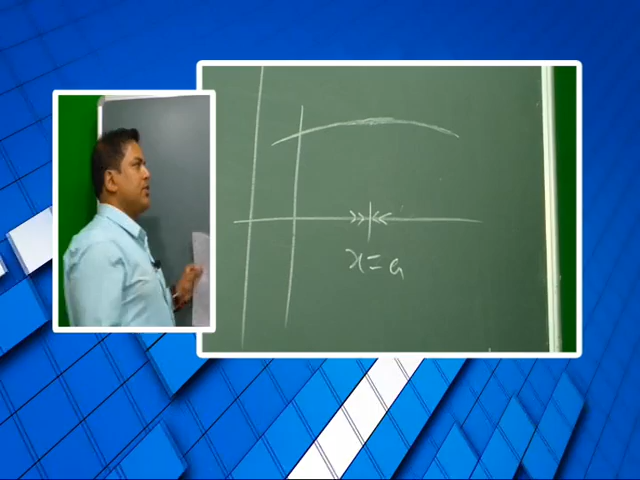 x = a